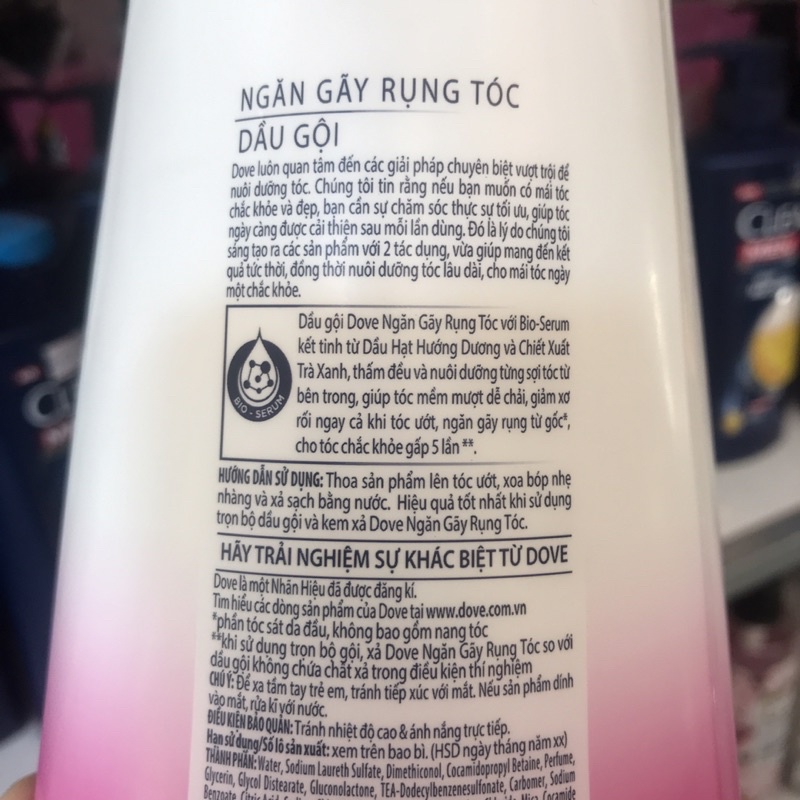 NGĂN GÃY RỤNG TÓC
DẦU GỘI
Dove luôn quan tâm đến các giải pháp chuyên biệt vượt trội để
nuôi dưỡng tóc. Chúng tôi tin rằng nếu bạn muốn có mái tóc
chắc khỏe và đẹp, bạn cần sự chăm sóc thực sự tối ưu, giúp tóc
ngày càng được cải thiện sau mỗi lần dùng. Đó là lý do chúng tôi
sáng tạo ra các sản phẩm với 2 tác dụng, vừa giúp mang đến kết
quả tức thời, đồng thời nuôi dưỡng tóc lâu dài, cho mái tóc ngày
một chắc khỏe.
BIO-SERUM
Dầu gội Dove Ngăn Gãy Rụng Tóc với Bio-Serum
kết tinh từ Dầu Hạt Hướng Dương và Chiết Xuất
Trà Xanh, thấm đều và nuôi dưỡng từng sợi tóc từ
bên trong, giúp tóc mềm mượt dễ chải, giảm xơ
rối ngay cả khi tóc ướt, ngăn gãy rụng từ gốc*,
cho tóc chắc khỏe gấp 5 lần **.
HƯỚNG DẪN SỬ DỤNG: Thoa sản phẩm lên tóc ướt, xoa bóp nhẹ
nhàng và xả sạch bằng nước. Hiệu quả tốt nhất khi sử dụng
trọn bộ dầu gội và kem xả Dove Ngăn Gãy Rụng Tóc.
HÃY TRẢI NGHIỆM SỰ KHÁC BIỆT TỪ DOVE
Dove là một Nhãn Hiệu đã được đăng kí.
Tìm hiểu các dòng sản phẩm của Dove tại www.dove.com.vn
*phần tóc sát da đầu, không bao gồm nang tóc
**khi sử dụng trọn bộ gội, xả Dove Ngăn Gãy Rụng Tóc so với
dầu gội không chứa chất xả trong điều kiện thí nghiệm
CHÚ Ý: Để xa tầm tay trẻ em, tránh tiếp xúc với mắt. Nếu sản phẩm dính
vào mắt, rửa kĩ với nước.
ĐIỀU KIỆN BẢO QUẢN: Tránh nhiệt độ cao & ánh nắng trực tiếp.
Hạn sử dụng/Số lô sản xuất: xem trên bao bì. (HSD ngày tháng năm xx)
THÀNH PHẦN: Water, Sodium Laureth Sulfate, Dimethiconol, Cocamidopropyl Betaine, Perfume,
Glycerin, Glycol Distearate, Gluconolactone, TEA-Dodecylbenzenesulfonate, Carbomer, Sodium
Benzoate, Citric Acid,
CLE